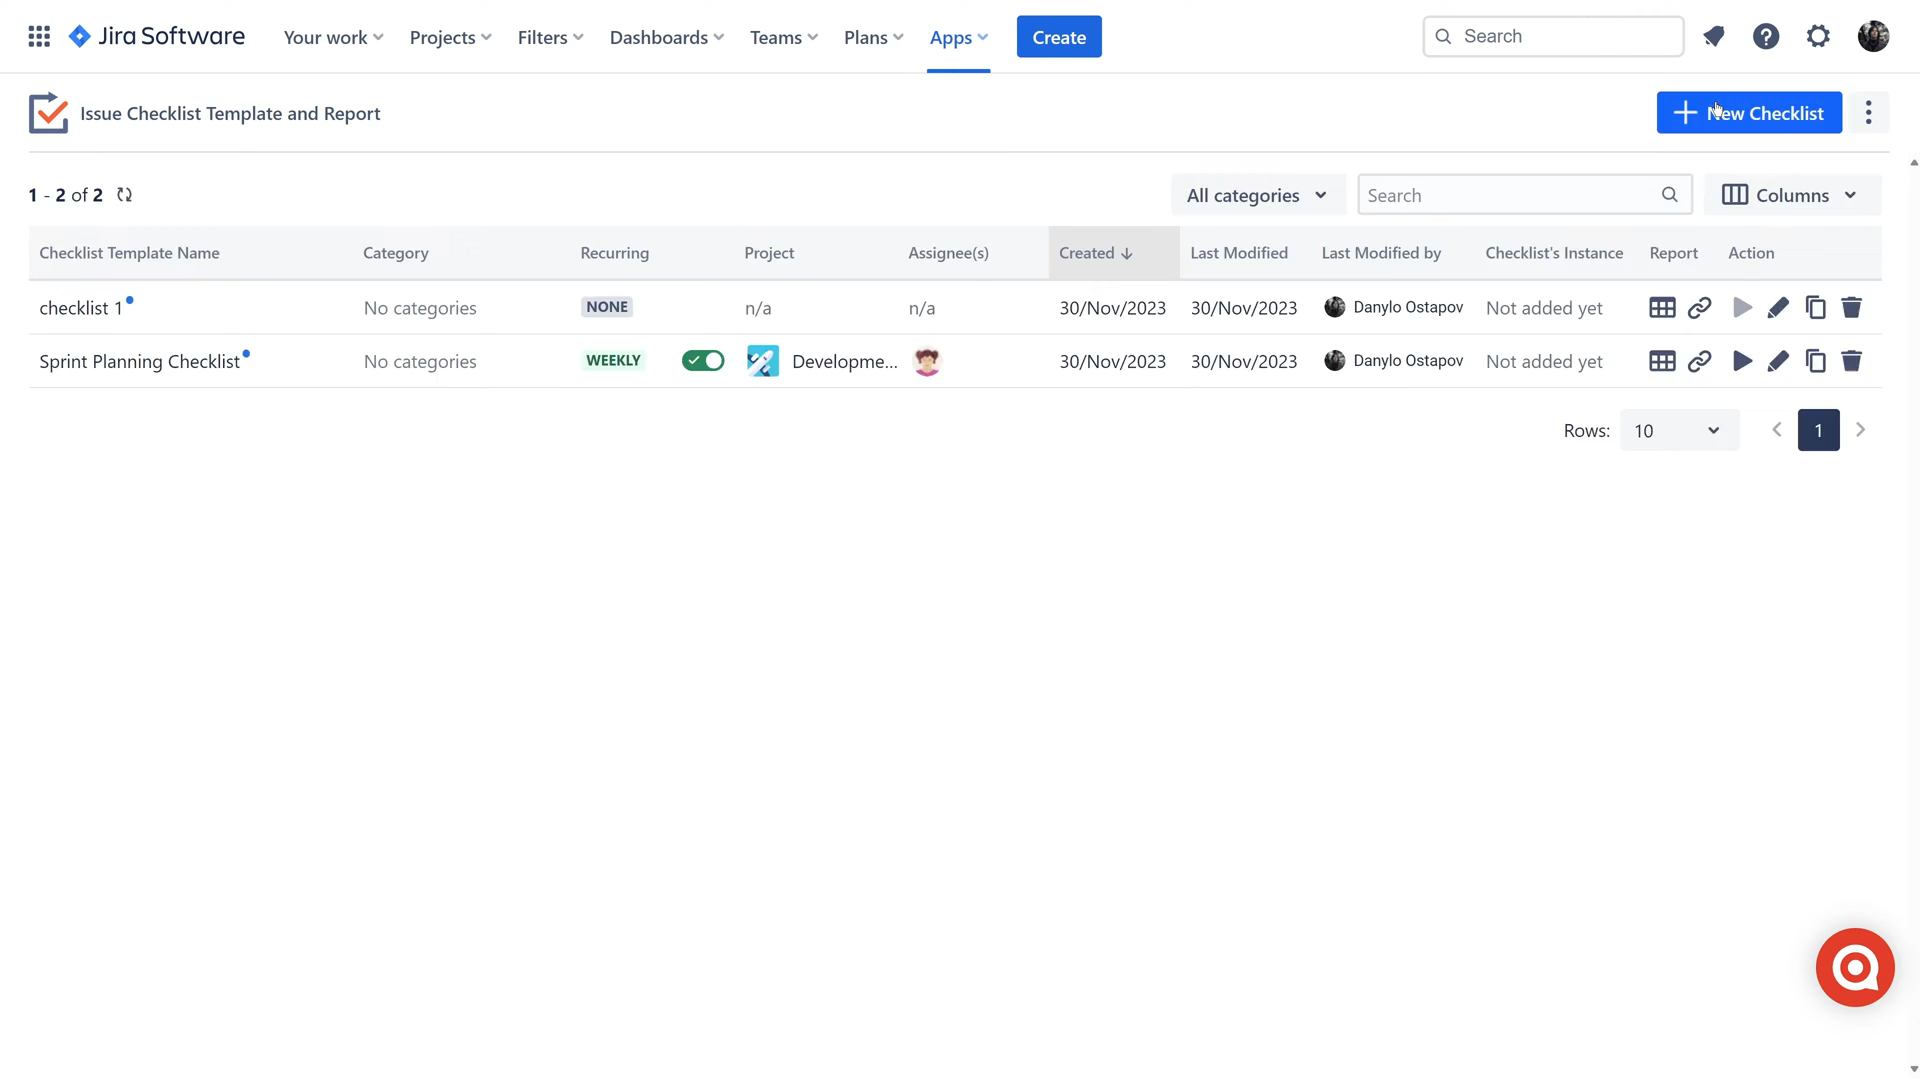 Jira Software Your work Projects Filters Dashboards Teams Plans Apps Create Search
Issue Checklist Template and Report New Checklist
1 - 2 of 2 All categories Search Columns
Checklist Template Name Category Recurring Project Assignee(s) Created Last Modified Last Modified by Checklist's Instance Report Action
checklist 1 No categories NONE n/a n/a 30/Nov/2023 30/Nov/2023 Danylo Ostapov Not added yet
Sprint Planning Checklist No categories WEEKLY Developme... 30/Nov/2023 30/Nov/2023 Danylo Ostapov Not added yet
Rows: 10 1